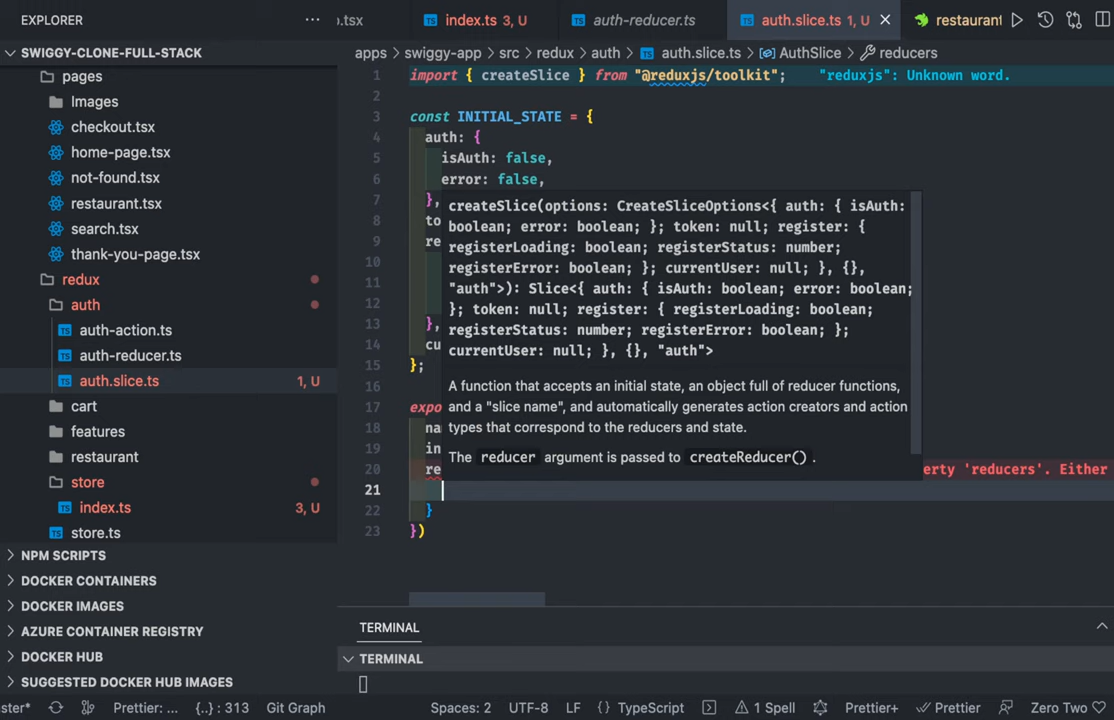 EXPLORER
···
o.tsx
index.ts 3, U
auth-reducer.ts
auth.slice.ts 1, U
restaurant
SWIGGY-CLONE-FULL-STACK
pages
Images
checkout.tsx
home-page.tsx
not-found.tsx
restaurant.tsx
search.tsx
thank-you-page.tsx
redux
auth
auth-action.ts
auth-reducer.ts
auth.slice.ts 1, U
cart
features
restaurant
store
index.ts 3, U
store.ts
NPM SCRIPTS
DOCKER CONTAINERS
DOCKER IMAGES
AZURE CONTAINER REGISTRY
DOCKER HUB
SUGGESTED DOCKER HUB IMAGES
apps > swiggy-app > src > redux > auth > auth.slice.ts > AuthSlice > reducers
1 import { createSlice } from "@reduxjs/toolkit"; "reduxjs": Unknown word.
2
3 const INITIAL_STATE = {
4 auth: {
5 isAuth: false,
6 error: false,
7 },
8 to
9 re
10
11
12
13 },
14 cu
15 };
16
17 expo
18 na
19 in
20 re erty 'reducers'. Either
21
22 }
23 })
createSlice(options: CreateSliceOptions<{ auth: { isAuth:
boolean; error: boolean; }; token: null; register: {
registerLoading: boolean; registerStatus: number;
registerError: boolean; }; currentUser: null; }, {},
"auth">): Slice<{ auth: { isAuth: boolean; error: boolean;
}; token: null; register: { registerLoading: boolean;
registerStatus: number; registerError: boolean; };
currentUser: null; }, {}, "auth">
A function that accepts an initial state, an object full of reducer functions,
and a "slice name", and automatically generates action creators and action
types that correspond to the reducers and state.
The reducer argument is passed to createReducer() .
TERMINAL
TERMINAL
ster* Prettier: ... {..} : 313 Git Graph Spaces: 2 UTF-8 LF {} TypeScript 1 Spell Prettier+ Prettier Zero Two